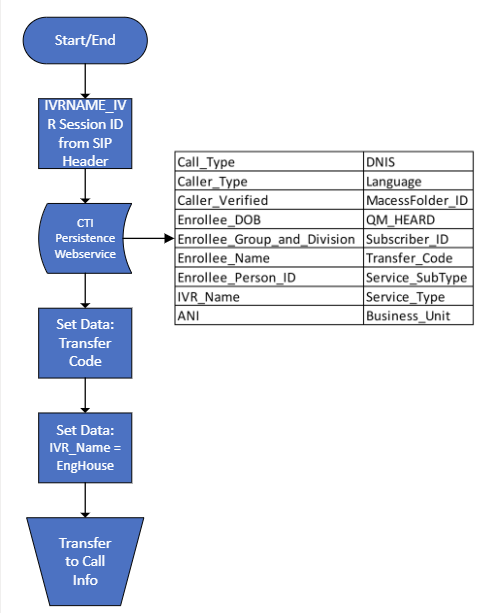 Start/End
IVRNAME_IV
R Session ID
from SIP
Header
CTI
Persistence
Webservice
Call_Type DNIS
Caller_Type Language
Caller_Verified MacessFolder_ID
Enrollee_DOB QM_HEARD
Enrollee_Group_and_Division Subscriber_ID
Enrollee_Name Transfer_Code
Enrollee_Person_ID Service_SubType
IVR_Name Service_Type
ANI Business_Unit
Set Data:
Transfer
Code
Set Data:
IVR_Name =
EngHouse
Transfer
to Call
Info